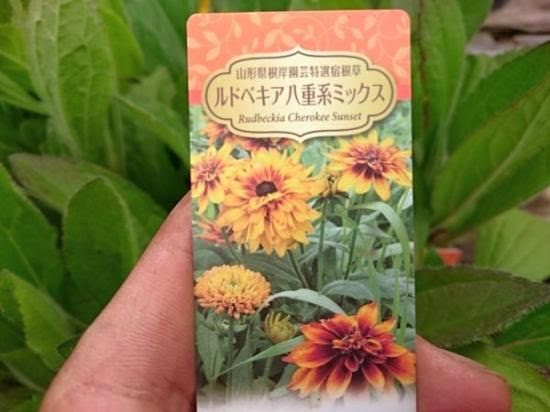 山形県根岸園芸特選宿根草
ルドベキア八重系ミックス
Rudbeckia Cherokee Sunset